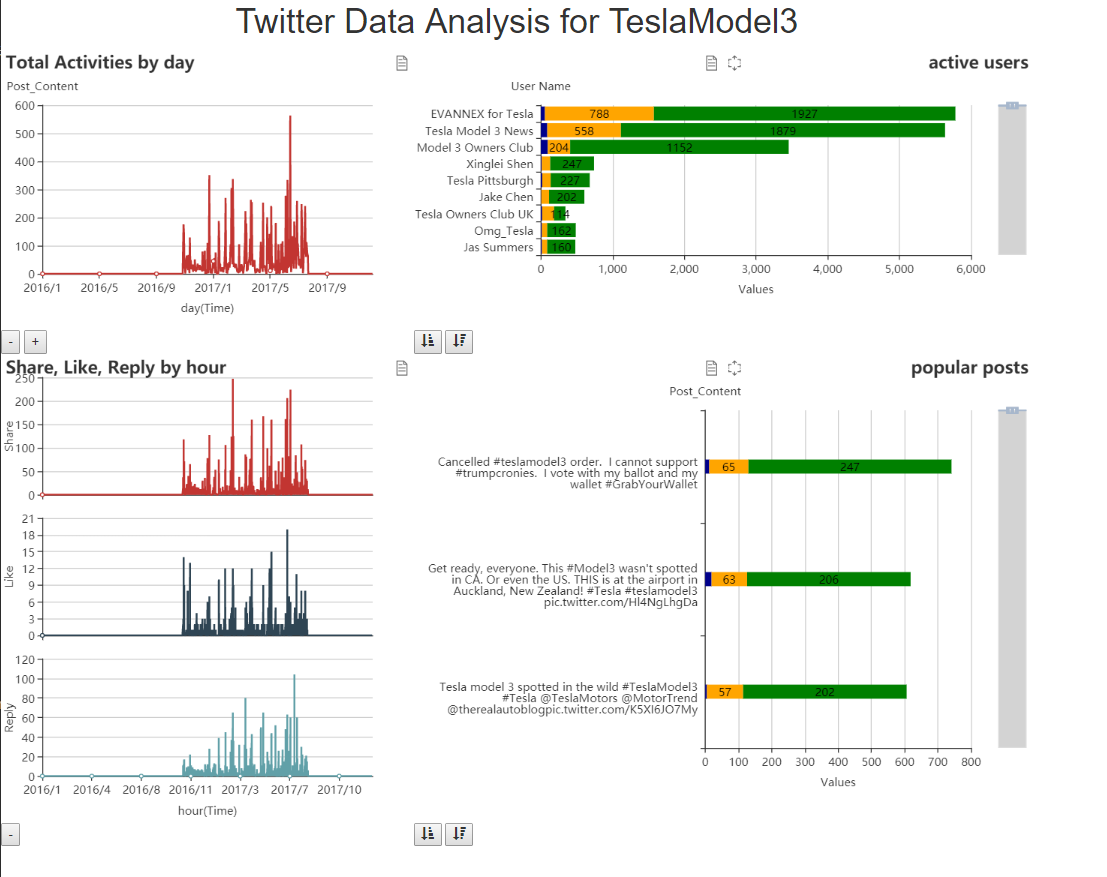 Twitter Data Analysis for TeslaModel3
Total Activities by day
Post_Content
600
500
400
300
200
100
0
2016/1 2016/5 2016/9 2017/1 2017/5 2017/9
day(Time)
- +
active users
User Name
EVANNEX for Tesla 788 1927
Tesla Model 3 News 558 1879
Model 3 Owners Club 204 1152
Xinglei Shen 247
Tesla Pittsburgh 227
Jake Chen 202
Tesla Owners Club UK 114
Omg_Tesla 162
Jas Summers 160
0 1,000 2,000 3,000 4,000 5,000 6,000
Values
Share, Like, Reply by hour
250
200
150
100
50
0
Share
21
18
15
12
9
6
3
0
Like
120
100
80
60
40
20
0
Reply
2016/1 2016/4 2016/8 2016/11 2017/3 2017/7 2017/10
hour(Time)
-
popular posts
Post_Content
Cancelled #teslamodel3 order. I cannot support
#trumpcronies. I vote with my ballot and my
wallet #GrabYourWallet
65 247
Get ready, everyone. This #Model3 wasn't spotted
in CA. Or even the US. THIS is at the airport in
Auckland, New Zealand! #Tesla #teslamodel3
pic.twitter.com/Hl4NgLhgDa
63 206
Tesla model 3 spotted in the wild #TeslaModel3
#Tesla @TeslaMotors @MotorTrend
@therealautoblogpic.twitter.com/K5XI6JO7My
57 202
0 100 200 300 400 500 600 700 800
Values